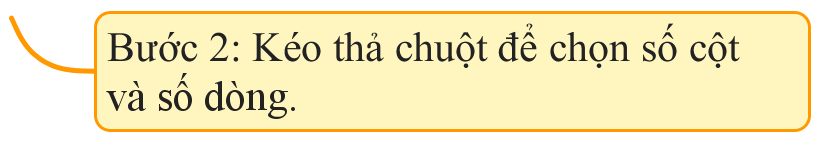 Bước 2: Kéo thả chuột để chọn số cột
và số dòng.